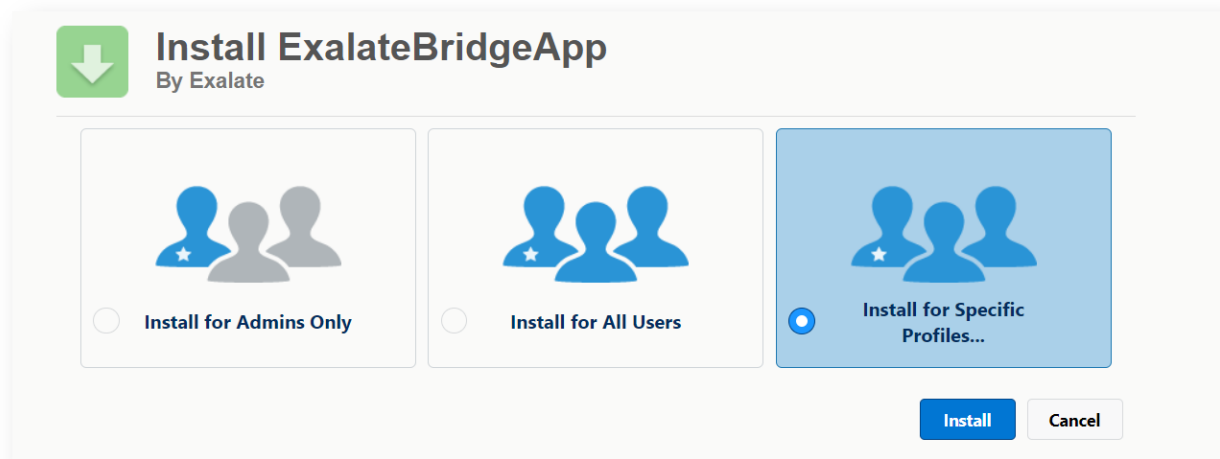 Install ExalateBridgeApp
By Exalate
Install for Admins Only
Install for All Users
Install for Specific
Profiles...
Install
Cancel